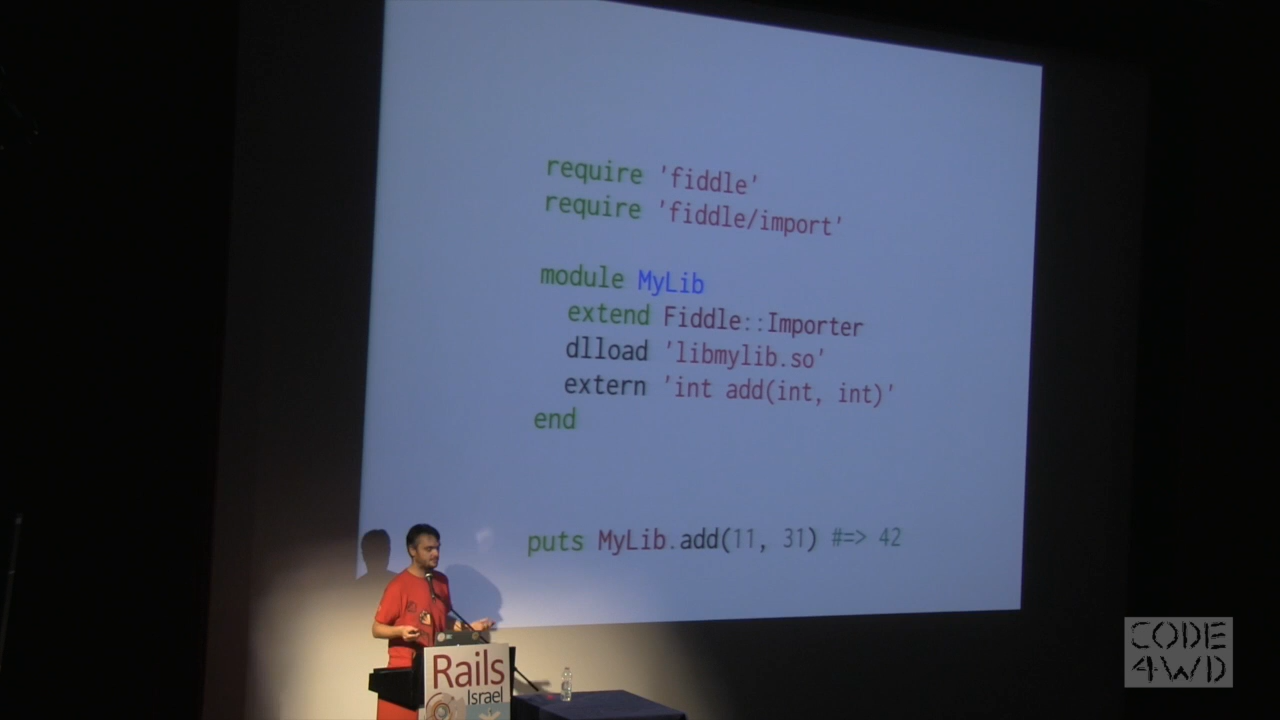 require 'fiddle'
require 'fiddle/import'
module MyLib
extend Fiddle::Importer
dlload 'libmylib.so'
extern 'int add(int, int)'
end
puts MyLib.add(11, 31) #=> 42
Rails
Israel
CODE
4WD